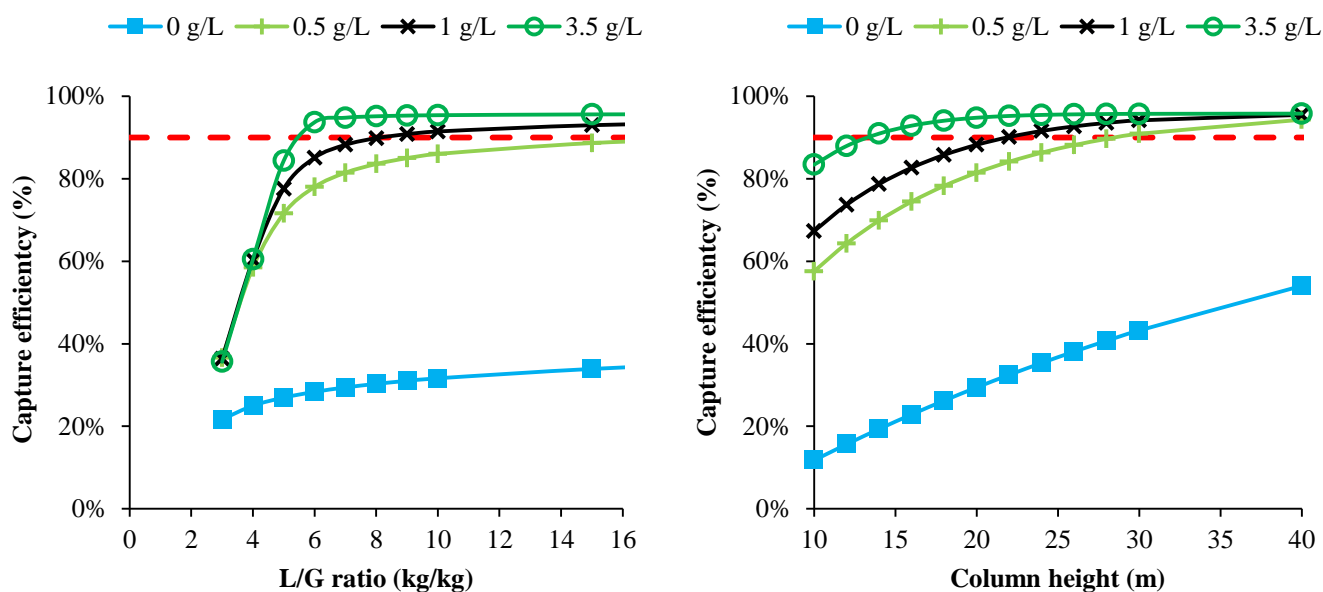 0 g/L 0.5 g/L 1 g/L 3.5 g/L
100%
80%
60%
40%
20%
0%
0 2 4 6 8 10 12 14 16
Capture efficientcy (%)
L/G ratio (kg/kg)
0 g/L 0.5 g/L 1 g/L 3.5 g/L
100%
80%
60%
40%
20%
0%
10 15 20 25 30 35 40
Capture efficientcy (%)
Column height (m)